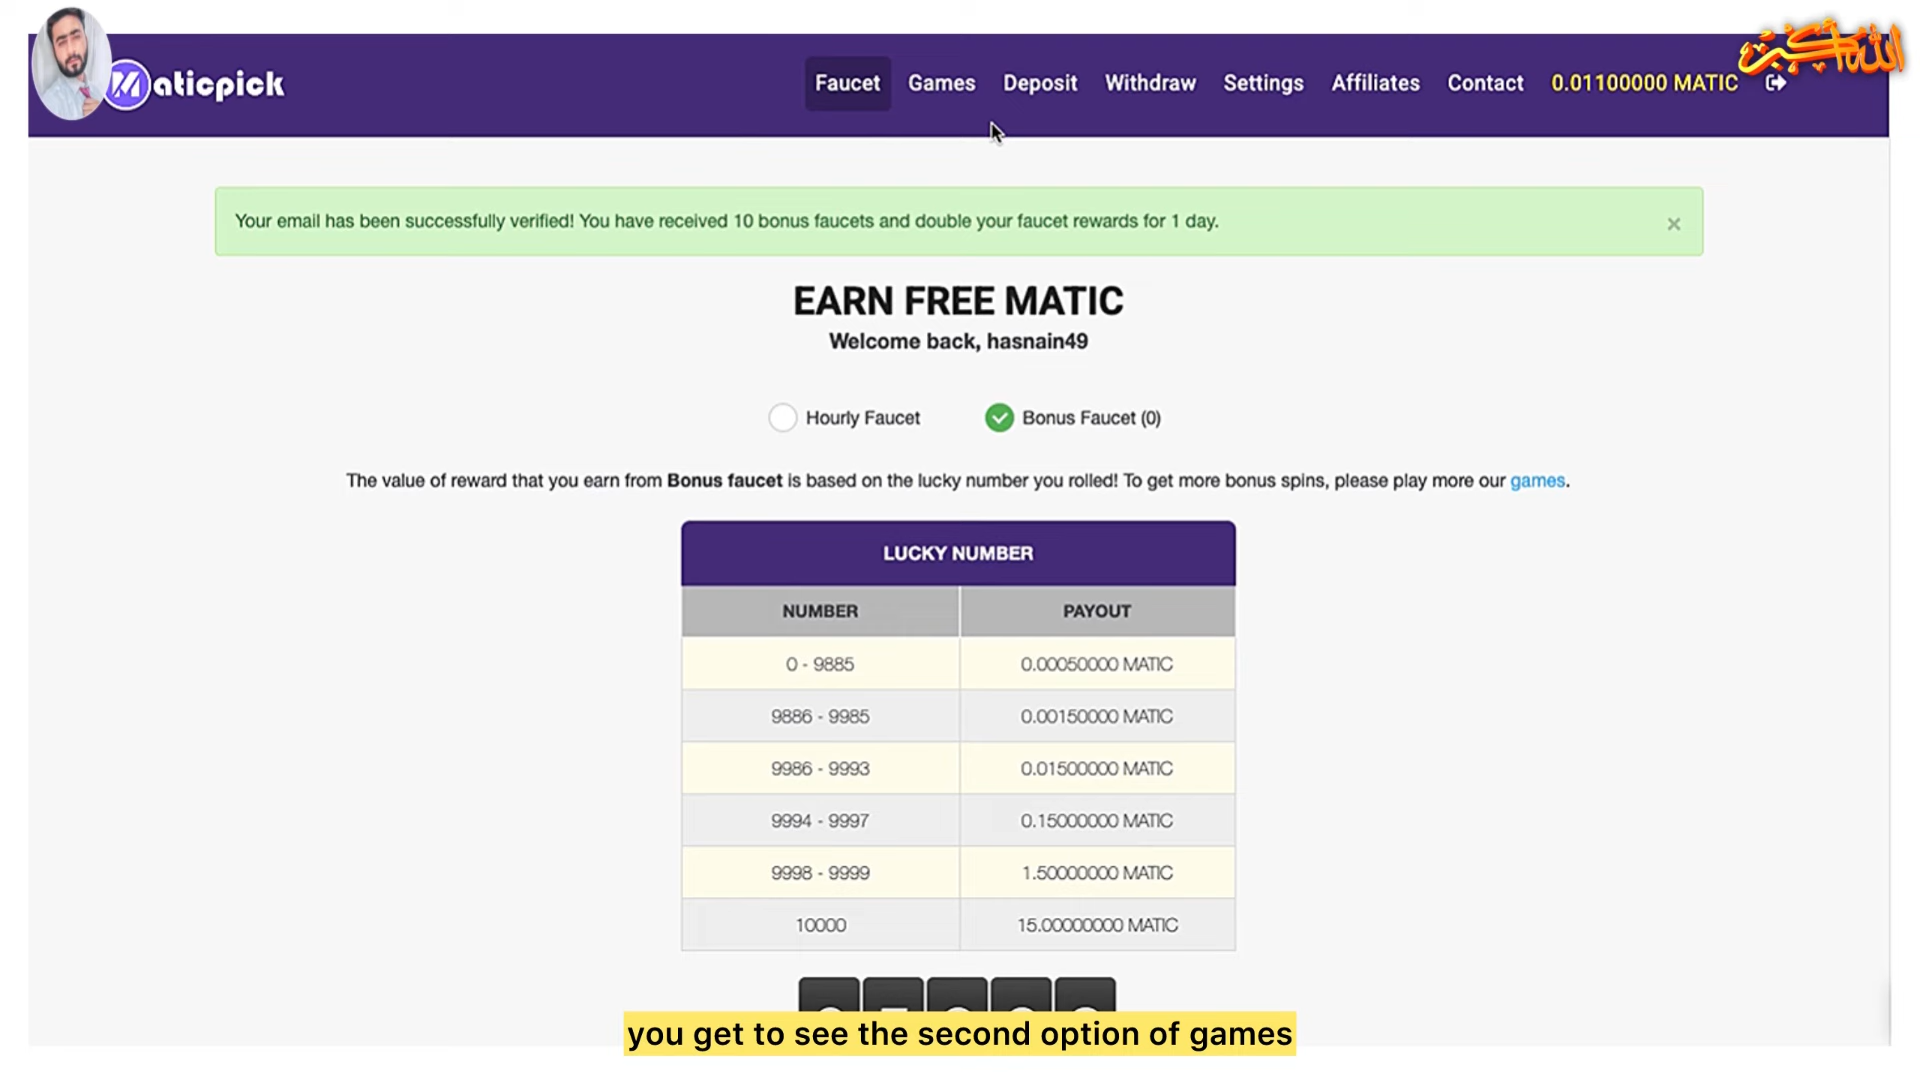 Maticpick
Faucet Games Deposit Withdraw Settings Affiliates Contact 0.01100000 MATIC
الله اكبر
Your email has been successfully verified! You have received 10 bonus faucets and double your faucet rewards for 1 day.
×
EARN FREE MATIC
Welcome back, hasnain49
Hourly Faucet Bonus Faucet (0)
The value of reward that you earn from Bonus faucet is based on the lucky number you rolled! To get more bonus spins, please play more our games.
LUCKY NUMBER
NUMBER PAYOUT
0 - 9885 0.00050000 MATIC
9886 - 9985 0.00150000 MATIC
9986 - 9993 0.01500000 MATIC
9994 - 9997 0.15000000 MATIC
9998 - 9999 1.50000000 MATIC
10000 15.00000000 MATIC
you get to see the second option of games